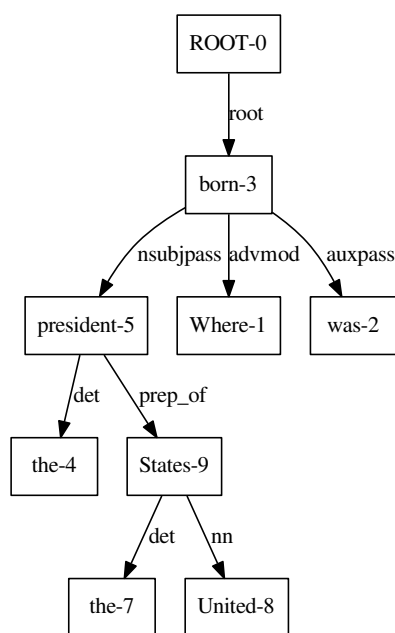 ROOT-0
root
born-3
nsubjpass advmod auxpass
president-5 Where-1 was-2
det prep_of
the-4 States-9
det nn
the-7 United-8